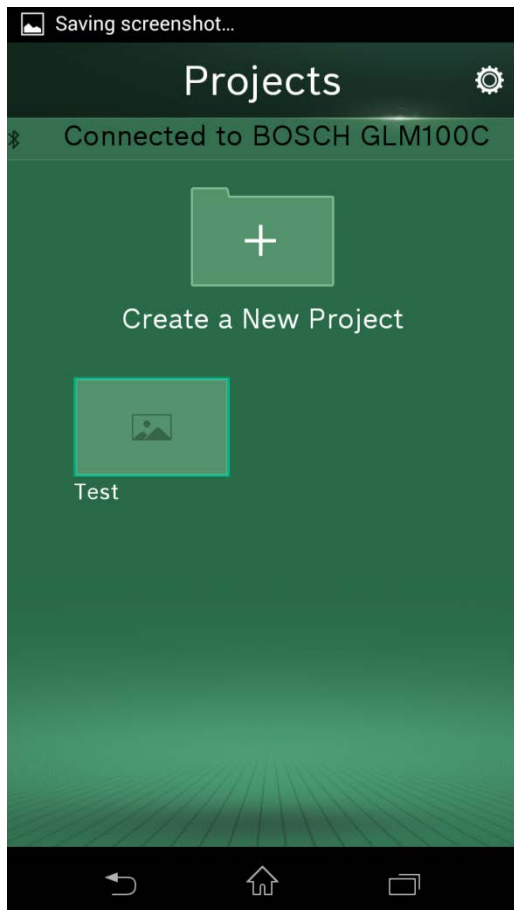 Saving screenshot...
Projects
Connected to BOSCH GLM100C
Create a New Project
Test